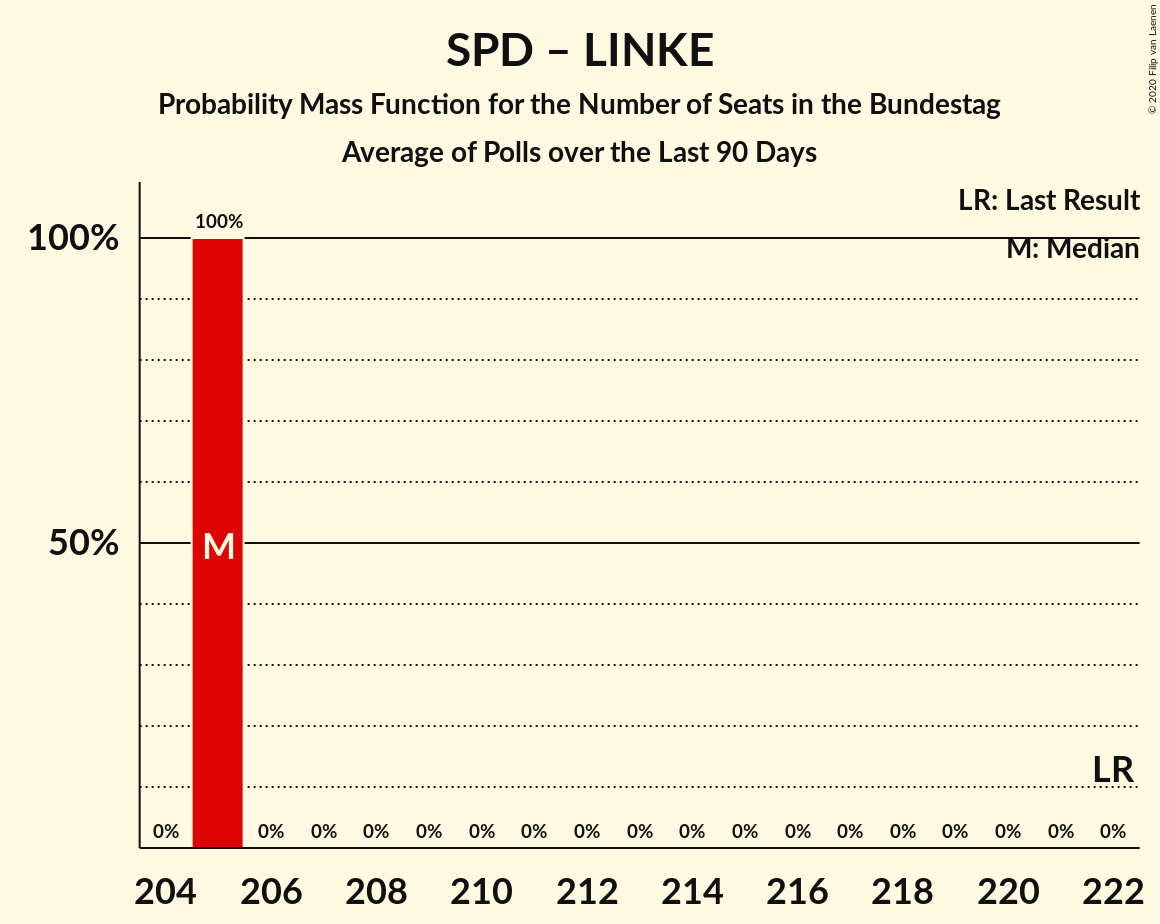 SPD – LINKE
Probability Mass Function for the Number of Seats in the Bundestag
Average of Polls over the Last 90 Days
© 2020 Filip van Laenen
LR: Last Result
M: Median
100%
100%
50%
M
LR
0% 0% 0% 0% 0% 0% 0% 0% 0% 0% 0% 0% 0% 0% 0% 0% 0% 0%
204 206 208 210 212 214 216 218 220 222